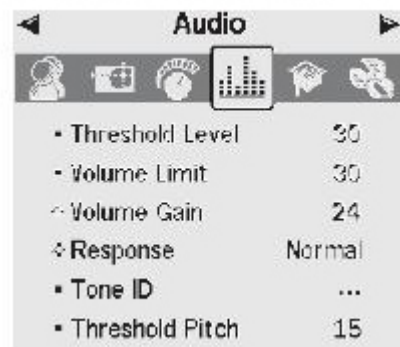 Audio
Threshold Level 30
Volume Limit 30
Volume Gain 24
Response Normal
Tone ID ...
Threshold Pitch 15